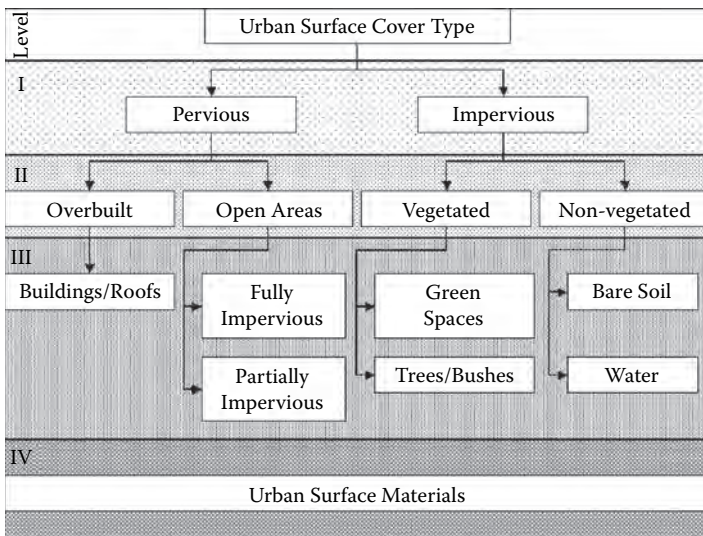 Level
Urban Surface Cover Type
I
Pervious
Impervious
II
Overbuilt
Open Areas
Vegetated
Non-vegetated
III
Buildings/Roofs
Fully
Impervious
Green
Spaces
Bare Soil
Partially
Impervious
Trees/Bushes
Water
IV
Urban Surface Materials